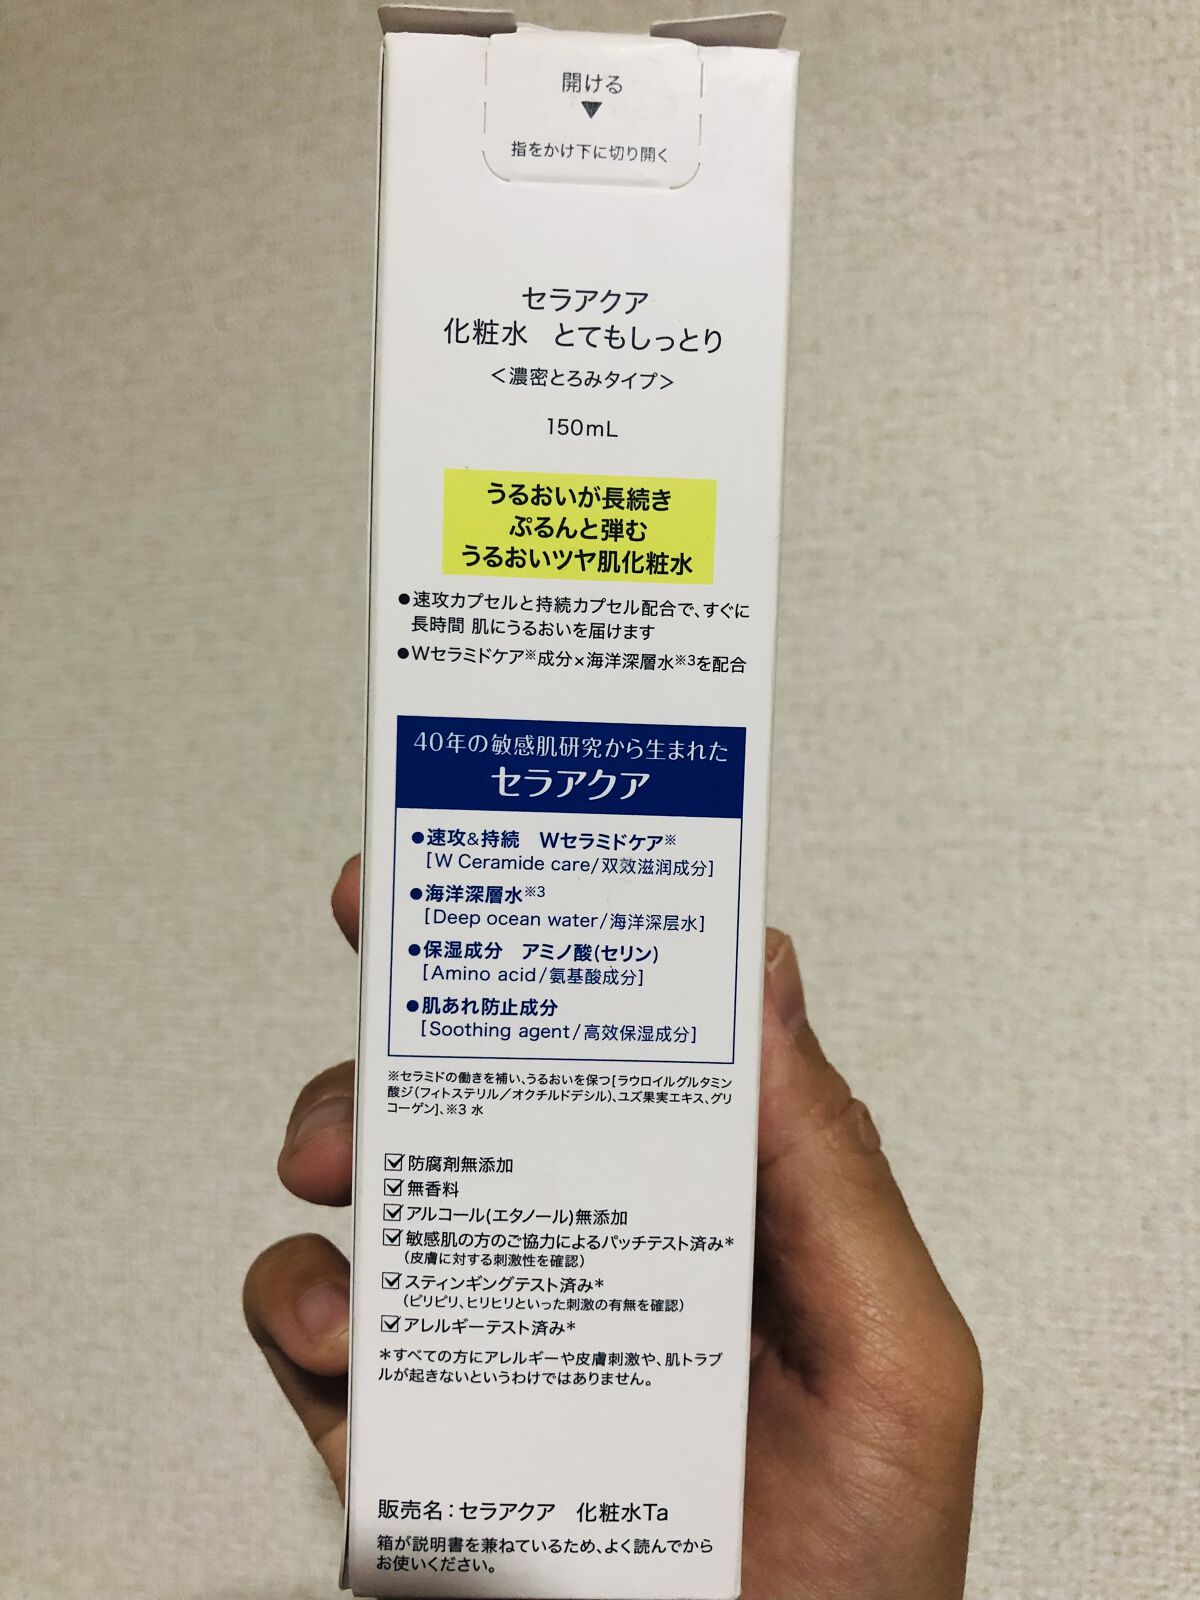 開ける
▼
指をかけ下に切り開く
セラアクア
化粧水　とてもしっとり
＜濃密とろみタイプ＞
150mL
うるおいが長続き
ぷるんと弾む
うるおいツヤ肌化粧水
●速攻カプセルと持続カプセル配合で、すぐに
長時間 肌にうるおいを届けます
●Wセラミドケア※成分×海洋深層水※3を配合
40年の敏感肌研究から生まれた
セラアクア
●速攻&持続　Wセラミドケア※
[W Ceramide care/双效滋润成分]
●海洋深層水※3
[Deep ocean water/海洋深层水]
●保湿成分　アミノ酸(セリン)
[Amino acid/氨基酸成分]
●肌あれ防止成分
[Soothing agent/高效保湿成分]
※セラミドの働きを補い、うるおいを保つ[ラウロイルグルタミン
酸ジ(フィトステリル／オクチルドデシル)、ユズ果実エキス、グリ
コーゲン]、※3 水
☑防腐剤無添加
☑無香料
☑アルコール(エタノール)無添加
☑敏感肌の方のご協力によるパッチテスト済み＊
(皮膚に対する刺激性を確認)
☑スティンギングテスト済み＊
(ピリピリ、ヒリヒリといった刺激の有無を確認)
☑アレルギーテスト済み＊
＊すべての方にアレルギーや皮膚刺激や、肌トラブ
ルが起きないというわけではありません。
販売名：セラアクア　化粧水Ta
箱が説明書を兼ねているため、よく読んでから
お使いください。